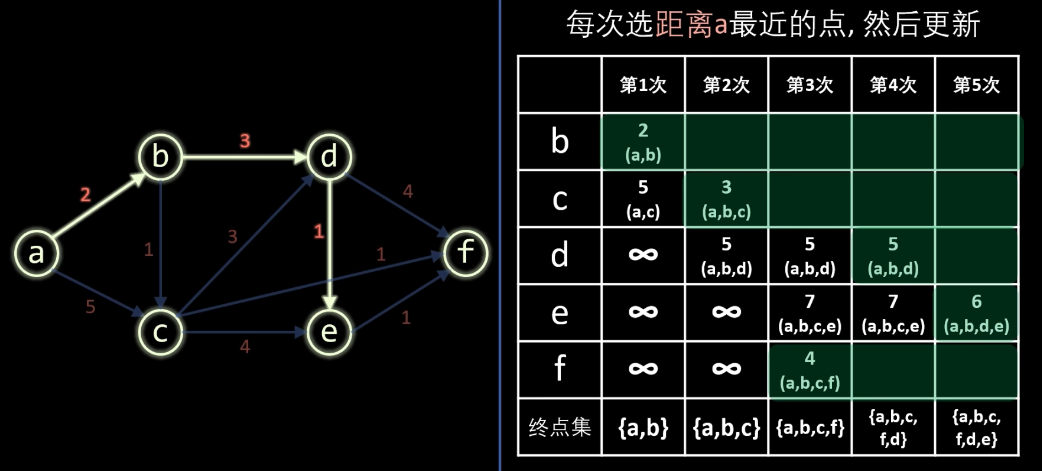 每次选距离a最近的点, 然后更新
第1次 第2次 第3次 第4次 第5次
b 2 (a,b)
c 5 (a,c) 3 (a,b,c)
d ∞ 5 (a,b,d) 5 (a,b,d) 5 (a,b,d)
e ∞ ∞ 7 (a,b,c,e) 7 (a,b,c,e) 6 (a,b,d,e)
f ∞ ∞ 4 (a,b,c,f)
终点集 {a,b} {a,b,c} {a,b,c,f} {a,b,c,f,d} {a,b,c,f,d,e}
b 3 d
2 1 3 1 4
a 1 f
5 1
c 4 e